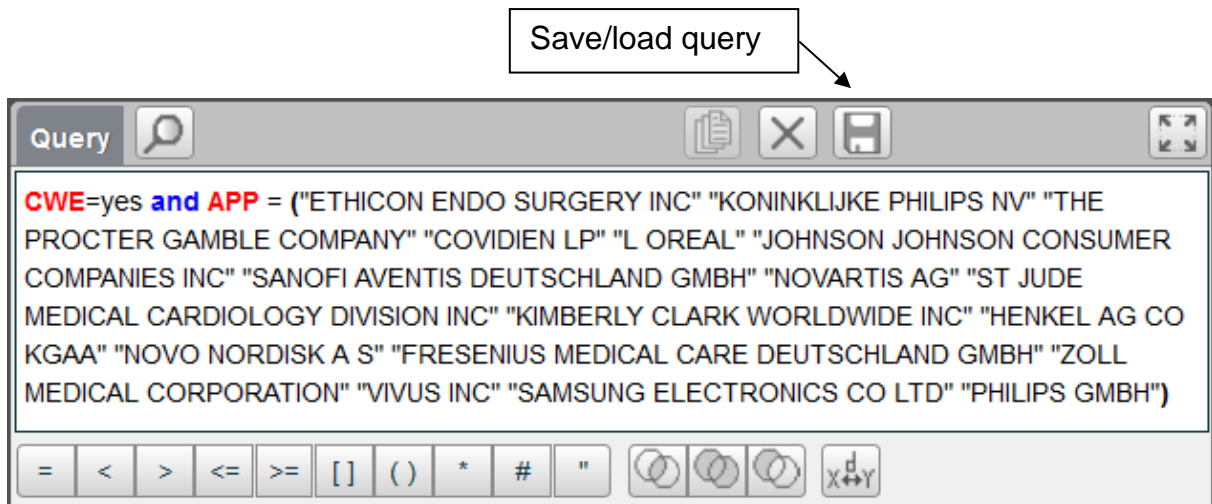 Save/load query
Query
CWE=yes and APP = ("ETHICON ENDO SURGERY INC" "KONINKLIJKE PHILIPS NV" "THE
PROCTER GAMBLE COMPANY" "COVIDIEN LP" "L OREAL" "JOHNSON JOHNSON CONSUMER
COMPANIES INC" "SANOFI AVENTIS DEUTSCHLAND GMBH" "NOVARTIS AG" "ST JUDE
MEDICAL CARDIOLOGY DIVISION INC" "KIMBERLY CLARK WORLDWIDE INC" "HENKEL AG CO
KGAA" "NOVO NORDISK A S" "FRESENIUS MEDICAL CARE DEUTSCHLAND GMBH" "ZOLL
MEDICAL CORPORATION" "VIVUS INC" "SAMSUNG ELECTRONICS CO LTD" "PHILIPS GMBH")
= < > <= >= [ ] ( ) * # " X d Y